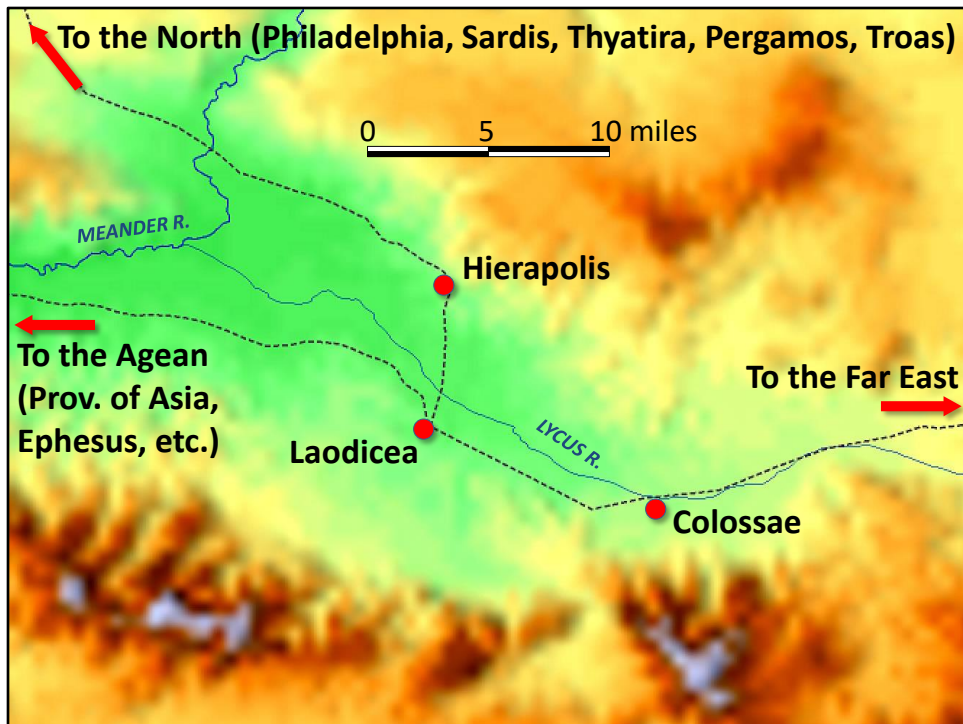 To the North (Philadelphia, Sardis, Thyatira, Pergamos, Troas)
0 5 10 miles
MEANDER R.
Hierapolis
To the Agean
(Prov. of Asia,
Ephesus, etc.)
To the Far East
Laodicea
LYCUS R.
Colossae